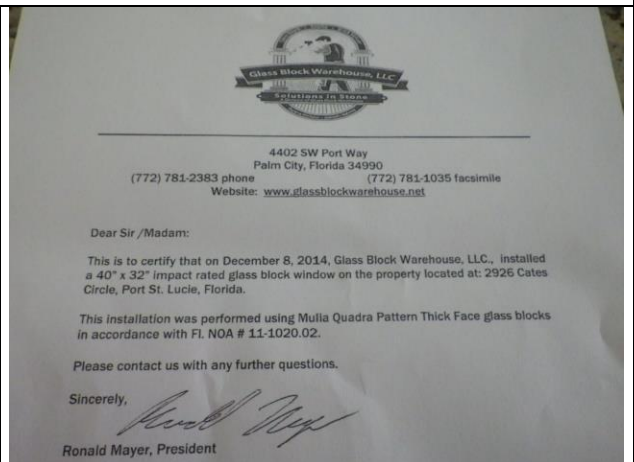 Glass Block Warehouse, LLC
Solutions in Stone
4402 SW Port Way
Palm City, Florida 34990
(772) 781-2383 phone (772) 781-1035 facsimile
Website: www.glassblockwarehouse.net
Dear Sir /Madam:
This is to certify that on December 8, 2014, Glass Block Warehouse, LLC., installed
a 40" x 32" impact rated glass block window on the property located at: 2926 Cates
Circle, Port St. Lucie, Florida.
This installation was performed using Mulia Quadra Pattern Thick Face glass blocks
in accordance with Fl. NOA # 11-1020.02.
Please contact us with any further questions.
Sincerely,
Ronald Mayer, President